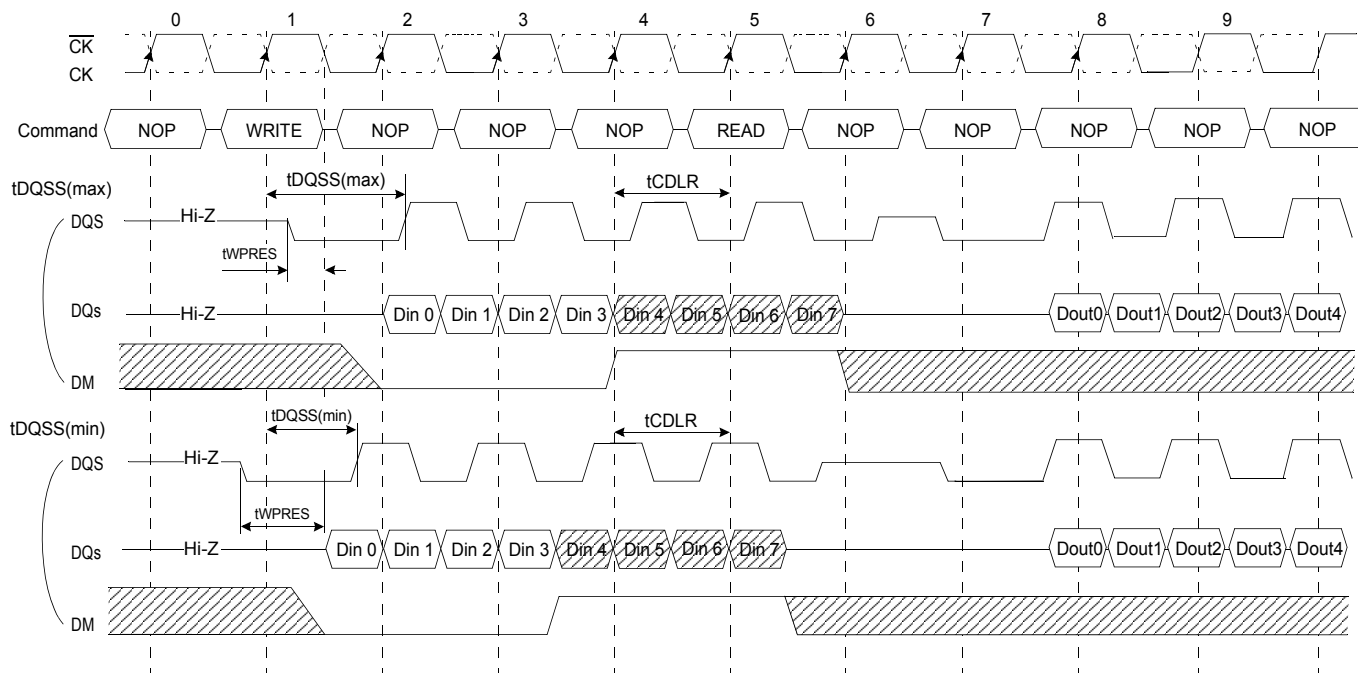 0 1 2 3 4 5 6 7 8 9
CK
CK
Command NOP WRITE NOP NOP NOP READ NOP NOP NOP NOP NOP
tDQSS(max) tDQSS(max) tCDLR
DQS Hi-Z
tWPRES
DQs Hi-Z Din 0 Din 1 Din 2 Din 3 Din 4 Din 5 Din 6 Din 7 Dout0 Dout1 Dout2 Dout3 Dout4
DM
tDQSS(min) tDQSS(min) tCDLR
DQS Hi-Z
tWPRES
DQs Hi-Z Din 0 Din 1 Din 2 Din 3 Din 4 Din 5 Din 6 Din 7 Dout0 Dout1 Dout2 Dout3 Dout4
DM